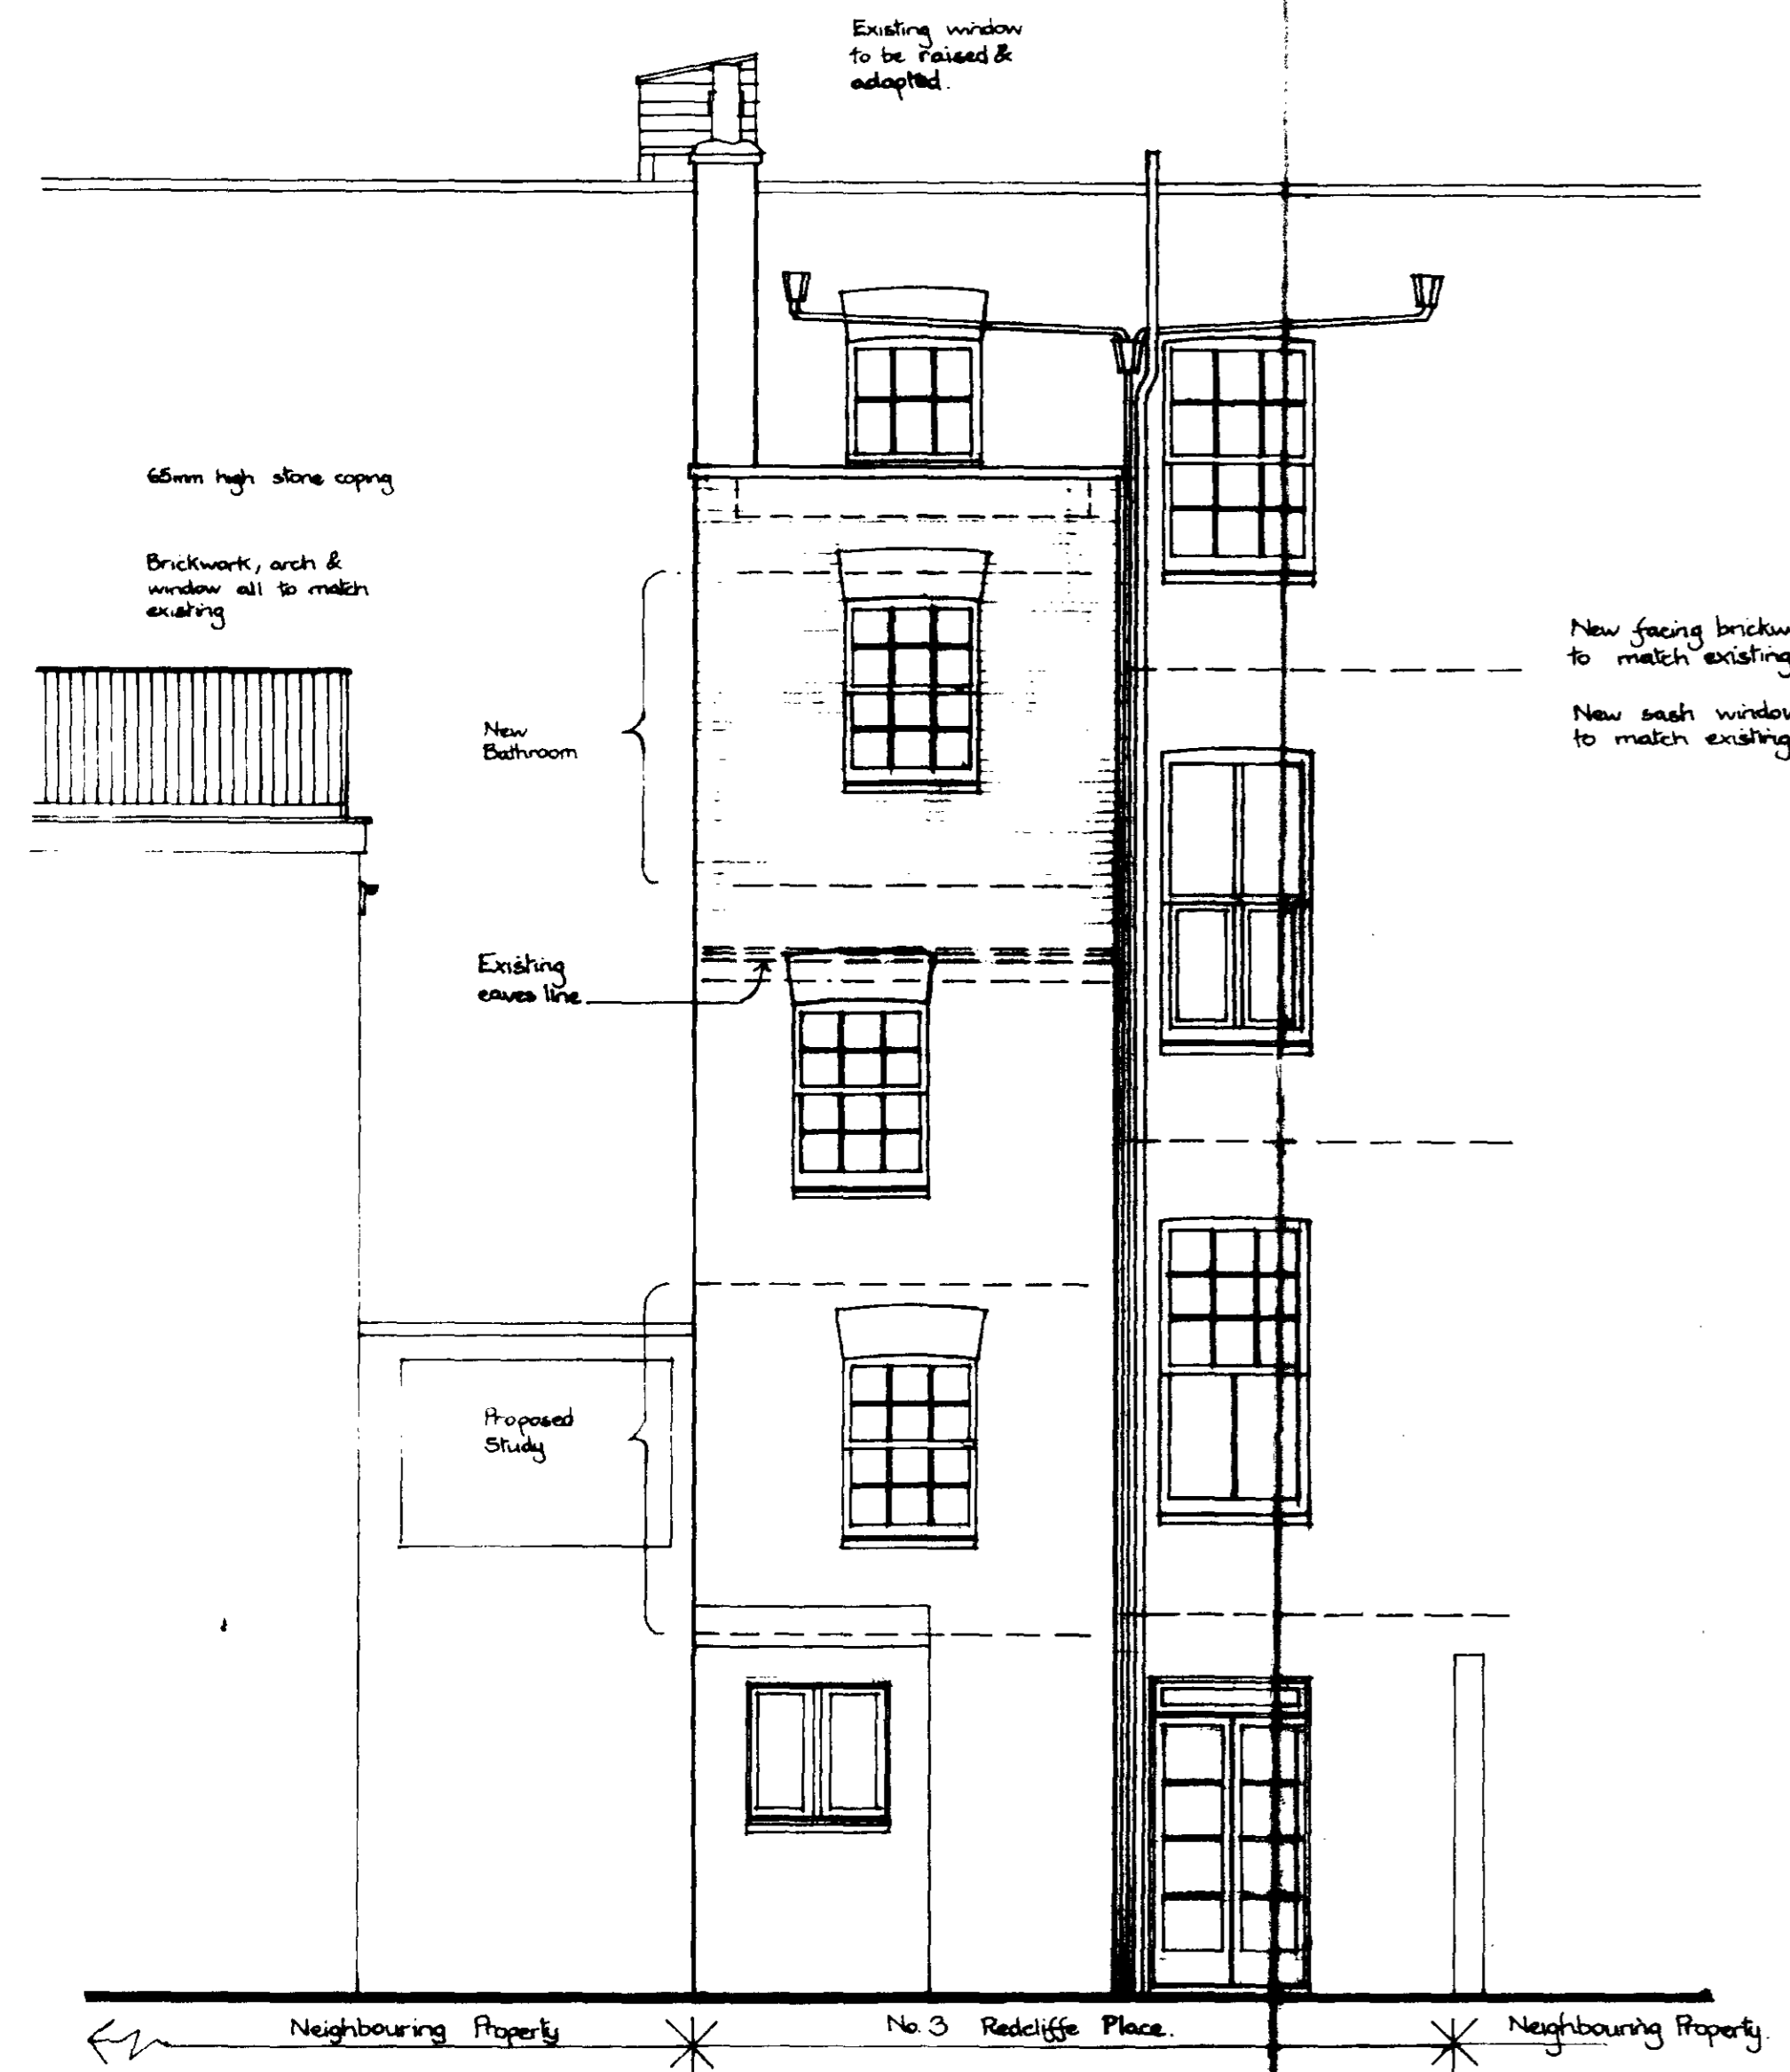 Existing window
to be raised &
adapted.
65mm high stone coping
Brickwork, arch &
window all to match
existing
New facing brickw
to match existing
New sash window
to match existing
New
Bathroom
Existing
eaves line
Proposed
Study
Neighbouring Property
No. 3 Redcliffe Place.
Neighbouring Property.